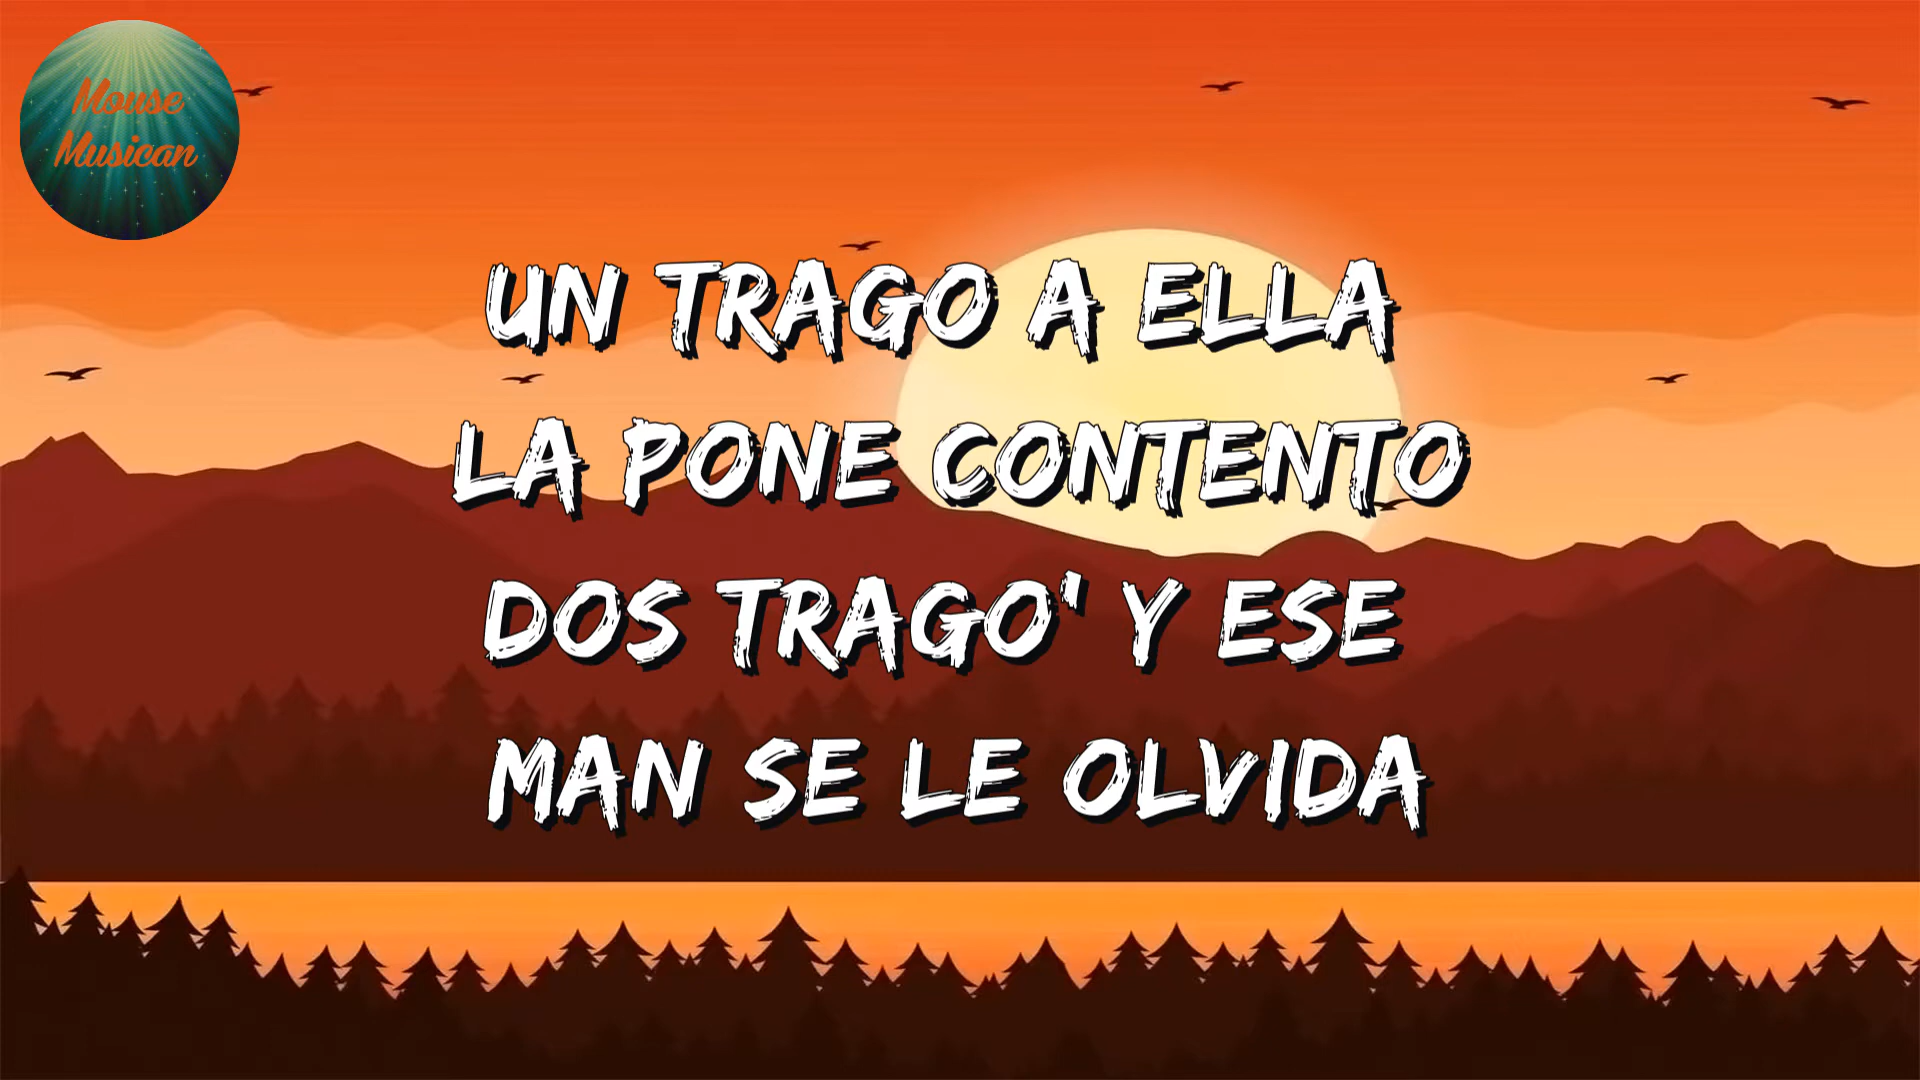 Mouse
Musican
UN TRAGO A ELLA
LA PONE CONTENTO
DOS TRAGO' Y ESE
MAN SE LE OLVIDA